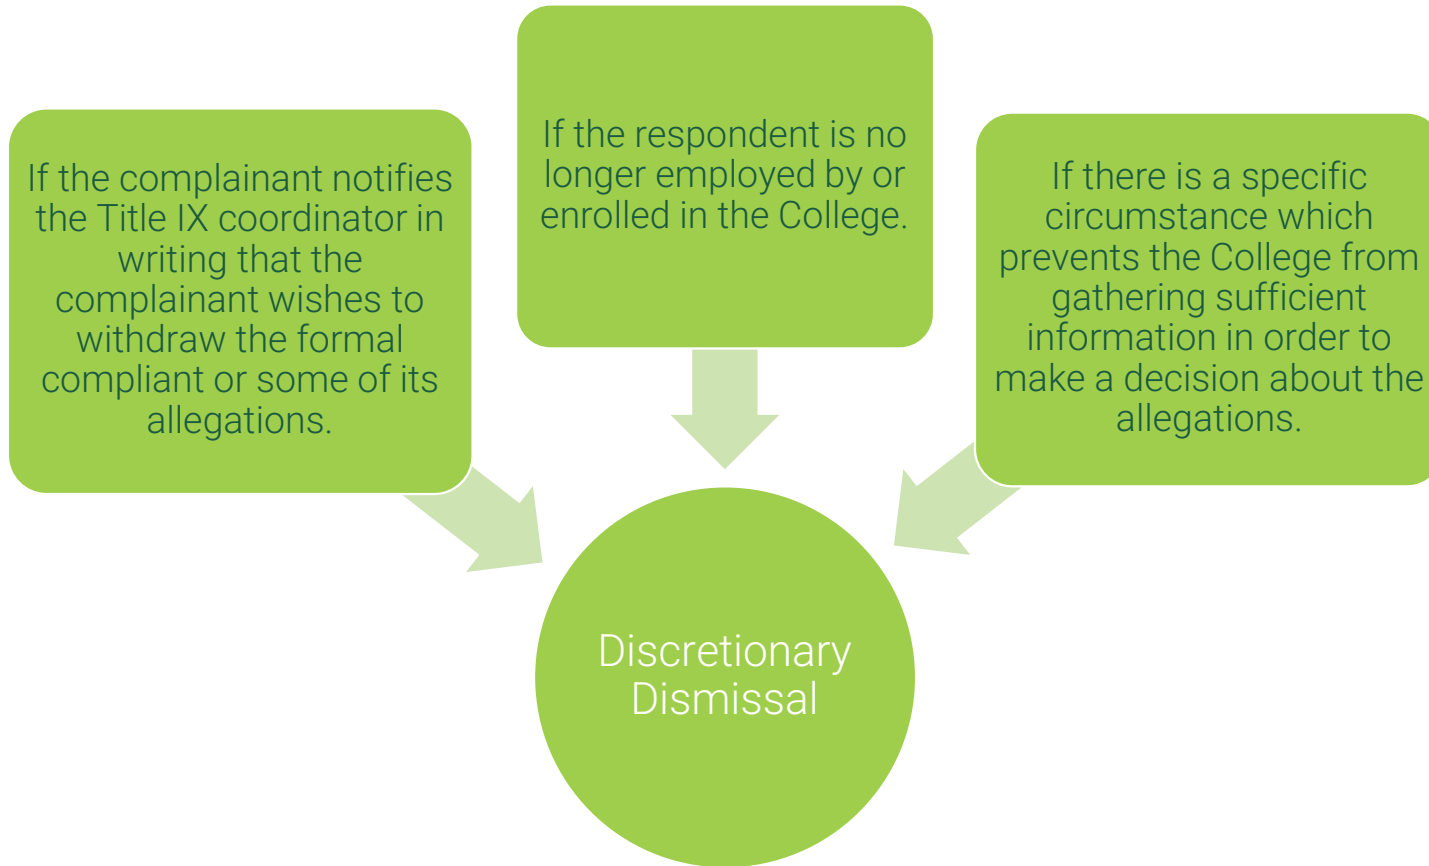 If the complainant notifies
the Title IX coordinator in
writing that the
complainant wishes to
withdraw the formal
compliant or some of its
allegations.
If the respondent is no
longer employed by or
enrolled in the College.
If there is a specific
circumstance which
prevents the College from
gathering sufficient
information in order to
make a decision about the
allegations.
Discretionary
Dismissal